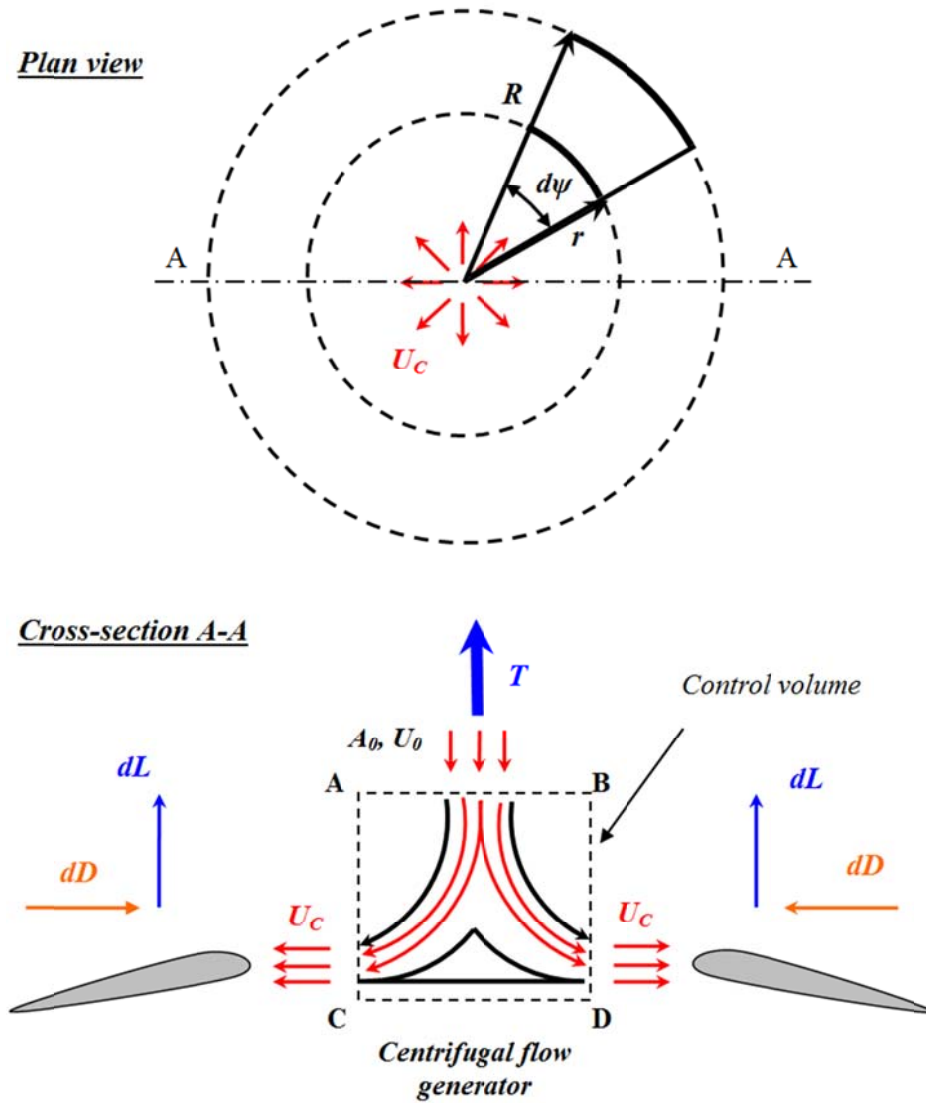 Plan view
R
dψ
r
A A
U_C
Cross-section A-A
T
Control volume
A_0, U_0
dL
A B
dL
dD
dD
U_C
U_C
C D
Centrifugal flow
generator